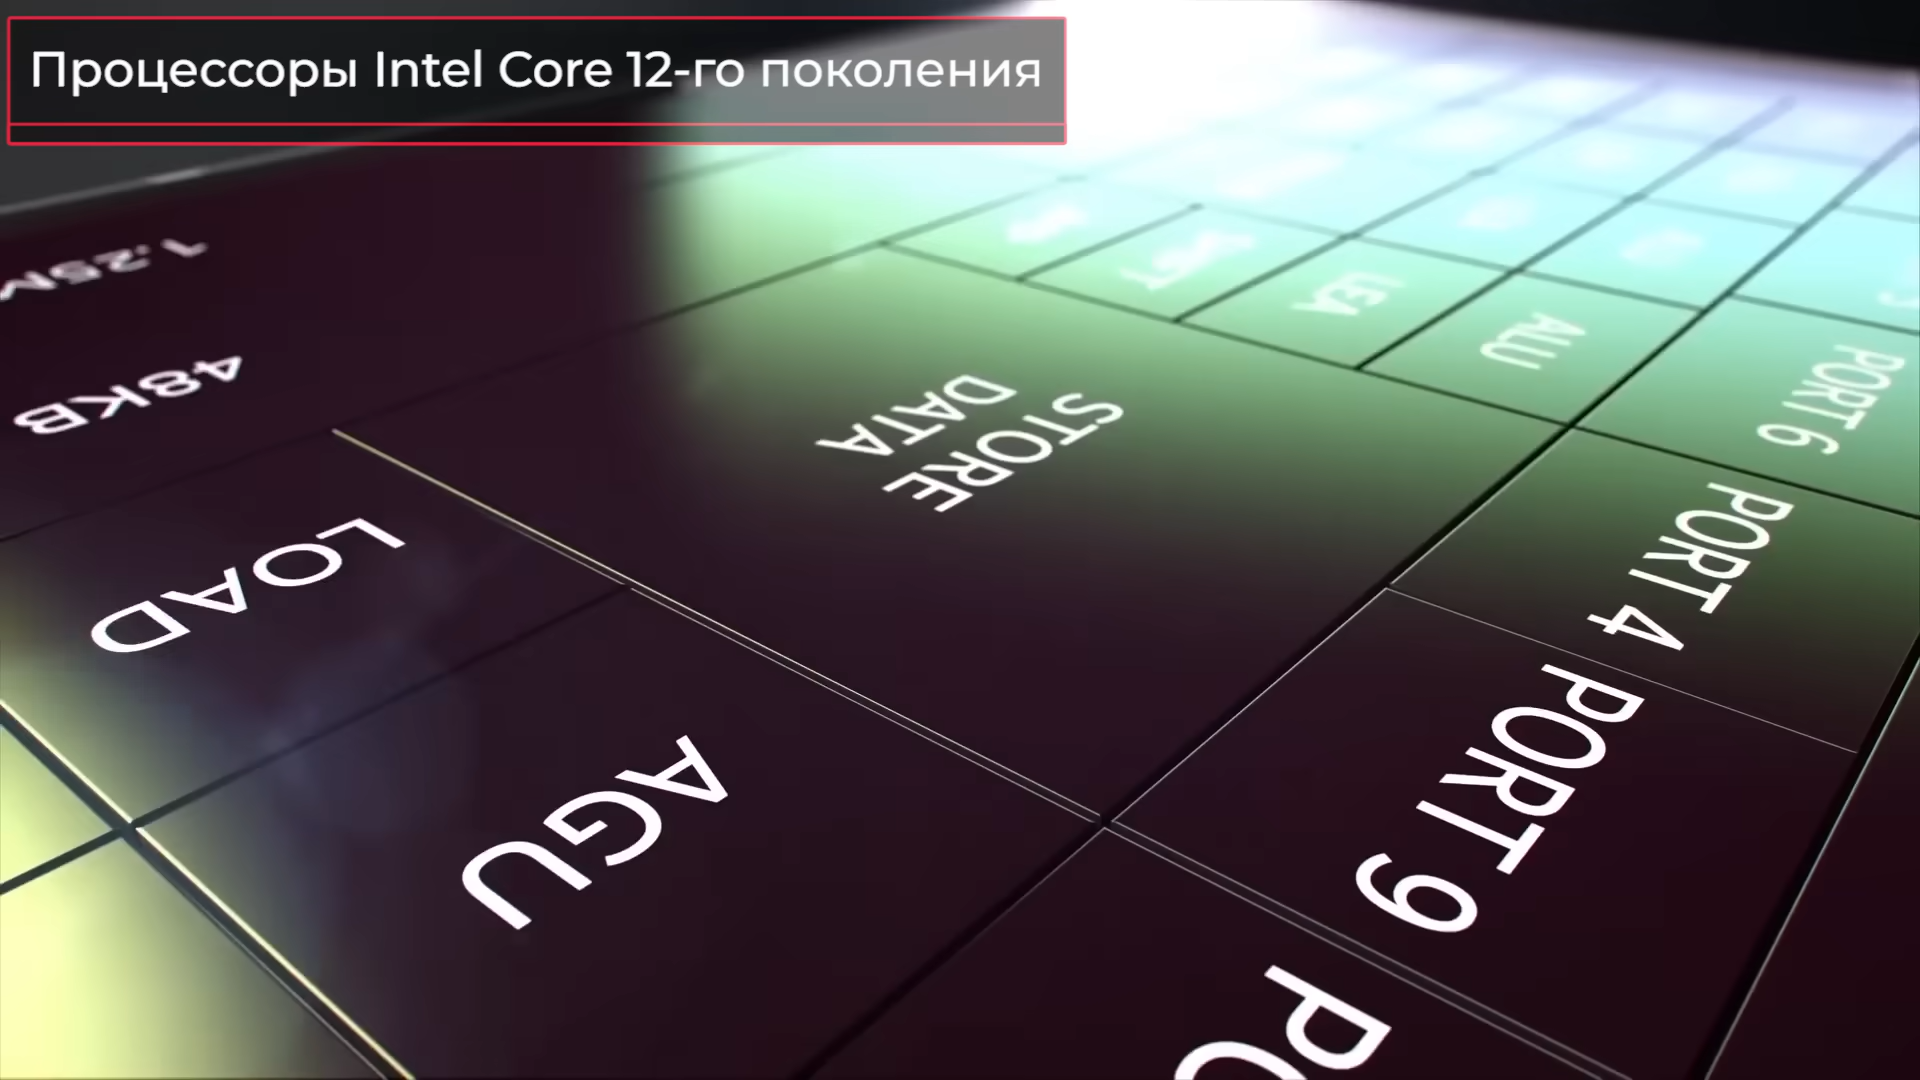 Процессоры Intel Core 12-го поколения
1.25M
48KB
LOAD
AGU
STORE
DATA
SHIFT
LEA
ALU
PORT 6
PORT 4
PORT 9